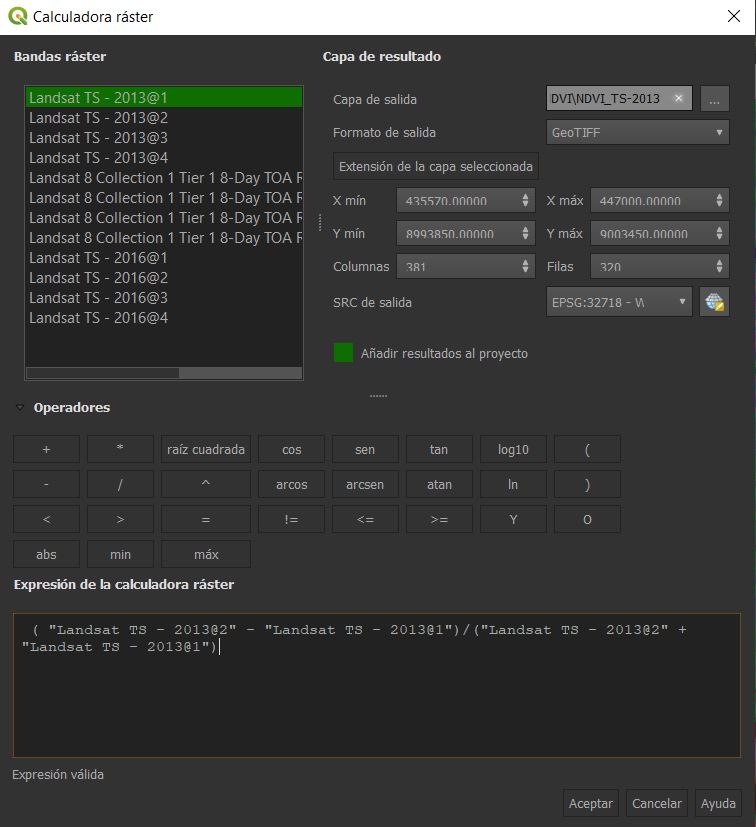 Calculadora ráster
Bandas ráster
Landsat TS - 2013@1
Landsat TS - 2013@2
Landsat TS - 2013@3
Landsat TS - 2013@4
Landsat 8 Collection 1 Tier 1 8-Day TOA R
Landsat 8 Collection 1 Tier 1 8-Day TOA R
Landsat 8 Collection 1 Tier 1 8-Day TOA R
Landsat 8 Collection 1 Tier 1 8-Day TOA R
Landsat TS - 2016@1
Landsat TS - 2016@2
Landsat TS - 2016@3
Landsat TS - 2016@4
Capa de resultado
Capa de salida DVI\NDVI_TS-2013 ...
Formato de salida GeoTIFF
Extensión de la capa seleccionada
X mín 435570.00000 X máx 447000.00000
Y mín 8993850.00000 Y máx 9003450.00000
Columnas 381 Filas 320
SRC de salida EPSG:32718 - W
Añadir resultados al proyecto
Operadores
+ * raíz cuadrada cos sen tan log10 (
- / ^ arcos arcsen atan ln )
< > = != <= >= Y O
abs min máx
Expresión de la calculadora ráster
( "Landsat TS - 2013@2" - "Landsat TS - 2013@1")/("Landsat TS - 2013@2" +
"Landsat TS - 2013@1")
Expresión válida
Aceptar Cancelar Ayuda